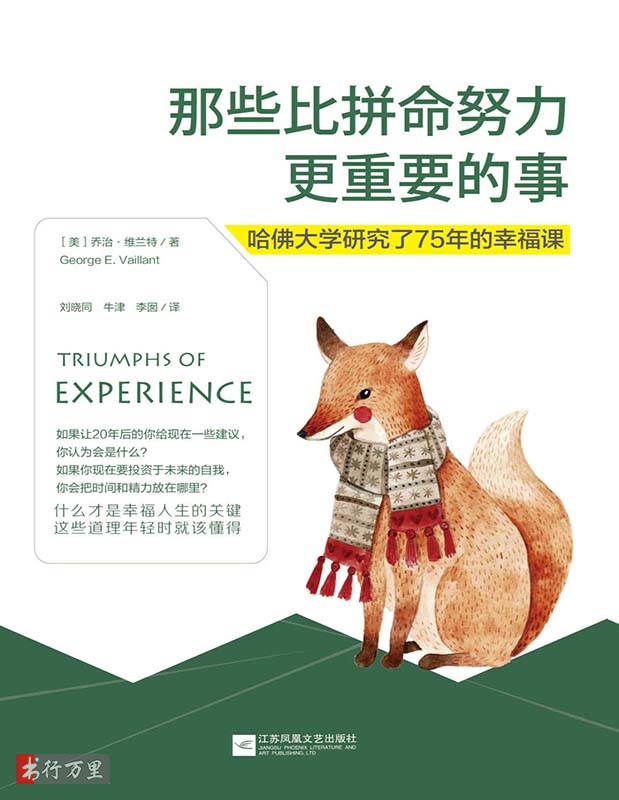 那些比拼命努力
更重要的事
哈佛大学研究了75年的幸福课
［美］乔治·维兰特／著
George E. Vaillant
刘晓同　牛津　李囡／译
TRIUMPHS OF
EXPERIENCE
如果让20年后的你给现在一些建议，
你认为会是什么？
如果你现在要投资于未来的自我，
你会把时间和精力放在哪里？
什么才是幸福人生的关键
这些道理年轻时就该懂得
江苏凤凰文艺出版社
JIANGSU PHOENIX LITERATURE AND
ART PUBLISHING, LTD
书行万里